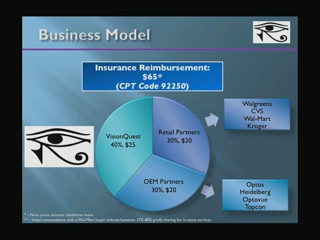 Business Model
Insurance Reimbursement:
$65*
(CPT Code 92250)
Walgreens
CVS
Wal-Mart
Kroger
VisionQuest
40%, $25
Retail Partners
30%, $20
OEM Partners
30%, $20
Optos
Heidelberg
Optovue
Topcon